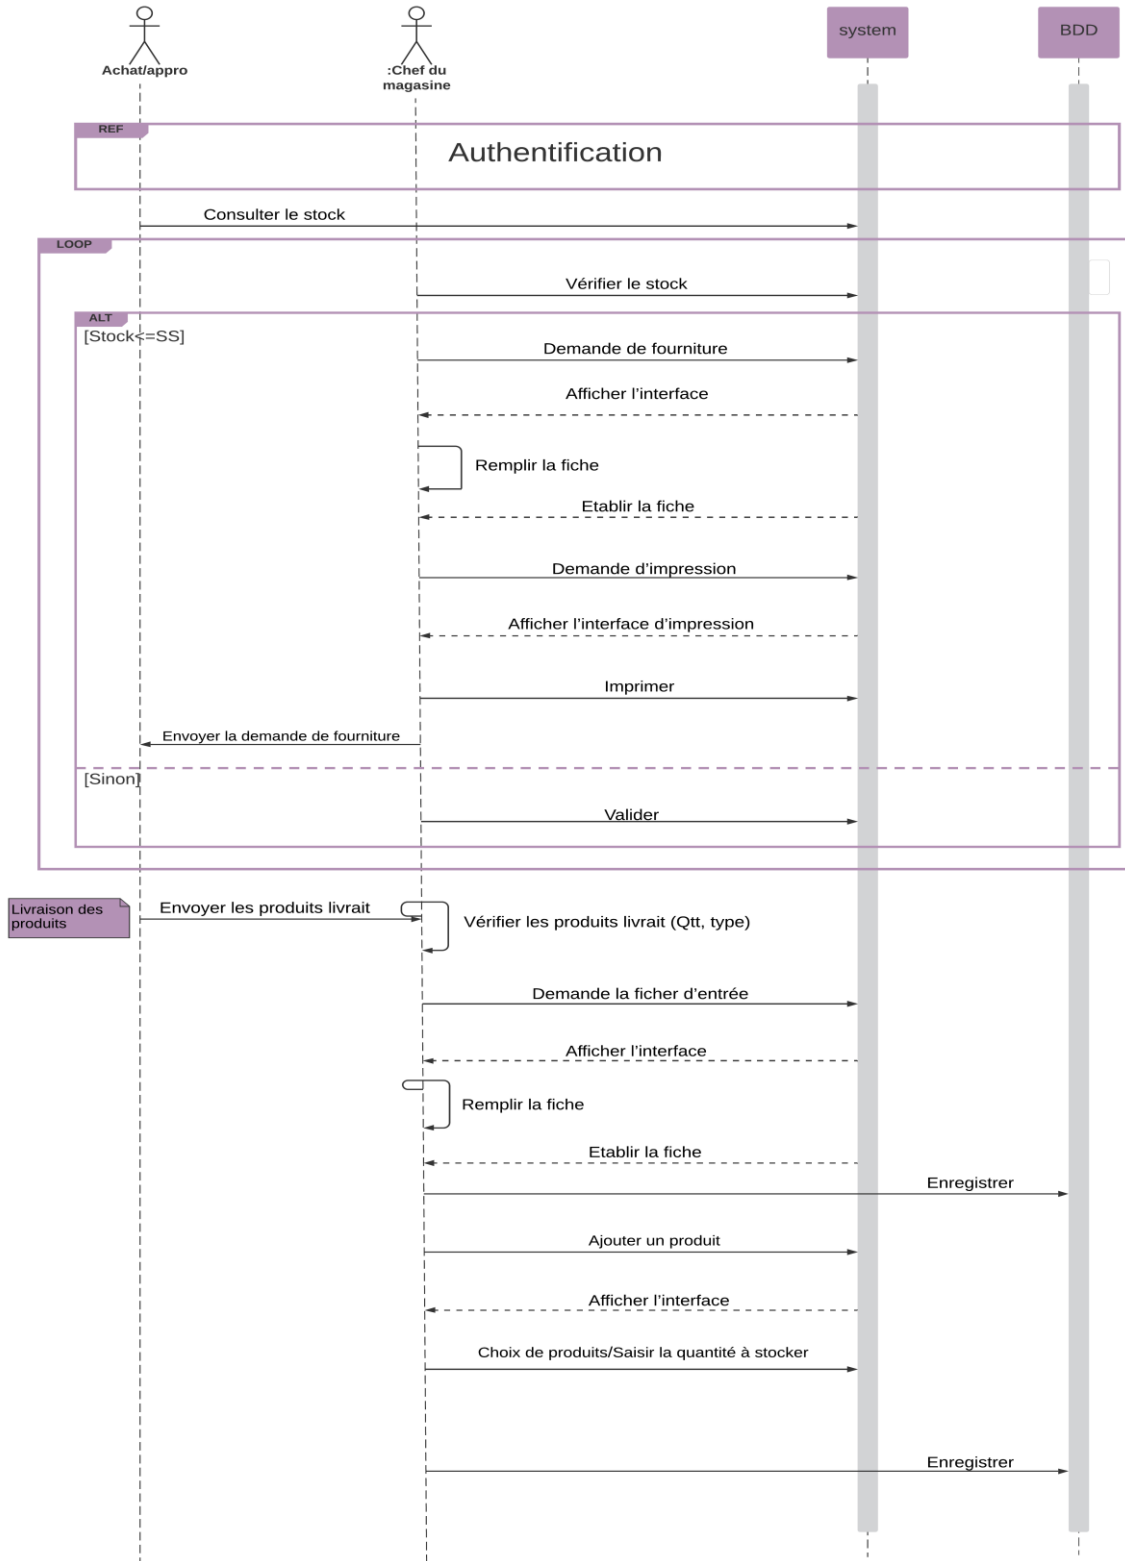 Achat/appro
:Chef du
magasine
system
BDD
REF
Authentification
Consulter le stock
LOOP
Vérifier le stock
ALT
[Stock<=SS]
Demande de fourniture
Afficher l'interface
Remplir la fiche
Etablir la fiche
Demande d'impression
Afficher l'interface d'impression
Imprimer
Envoyer la demande de fourniture
[Sinon]
Valider
Livraison des
produits
Envoyer les produits livrait
Vérifier les produits livrait (Qtt, type)
Demande la ficher d'entrée
Afficher l'interface
Remplir la fiche
Etablir la fiche
Enregistrer
Ajouter un produit
Afficher l'interface
Choix de produits/Saisir la quantité à stocker
Enregistrer